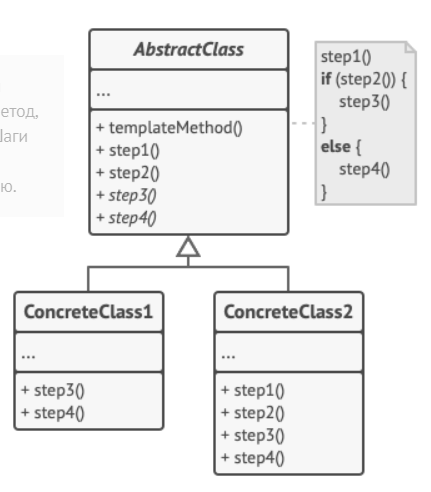 AbstractClass
...
+ templateMethod()
+ step1()
+ step2()
+ step3()
+ step4()
step1()
if (step2()) {
step3()
}
else {
step4()
}
етод,
Шаги
ю.
ConcreteClass1
...
+ step3()
+ step4()
ConcreteClass2
...
+ step1()
+ step2()
+ step3()
+ step4()